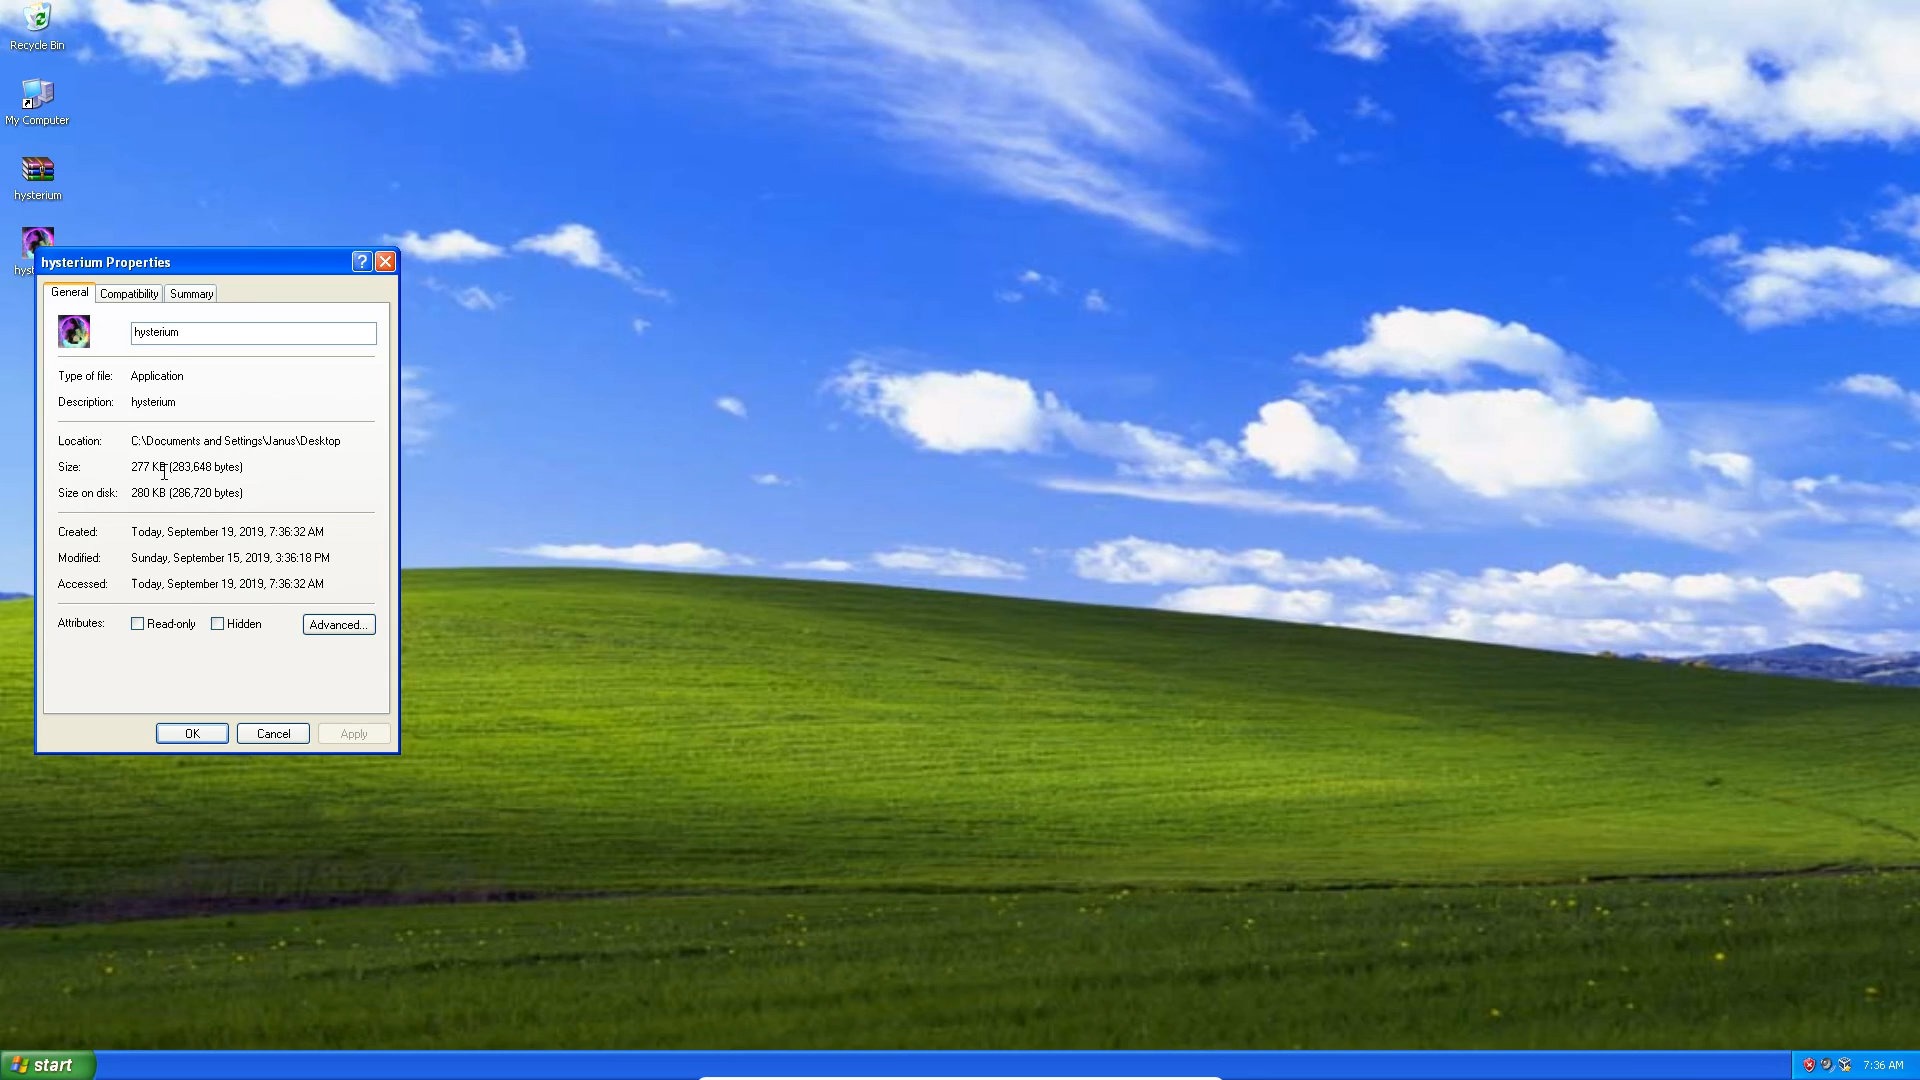 Recycle Bin
My Computer
hysterium
hyst
hysterium Properties
General
Compatibility
Summary
hysterium
Type of file: Application
Description: hysterium
Location: C:\Documents and Settings\Janus\Desktop
Size: 277 KB (283,648 bytes)
Size on disk: 280 KB (286,720 bytes)
Created: Today, September 19, 2019, 7:36:32 AM
Modified: Sunday, September 15, 2019, 3:36:18 PM
Accessed: Today, September 19, 2019, 7:36:32 AM
Attributes: Read-only Hidden Advanced...
OK Cancel Apply
start
7:36 AM